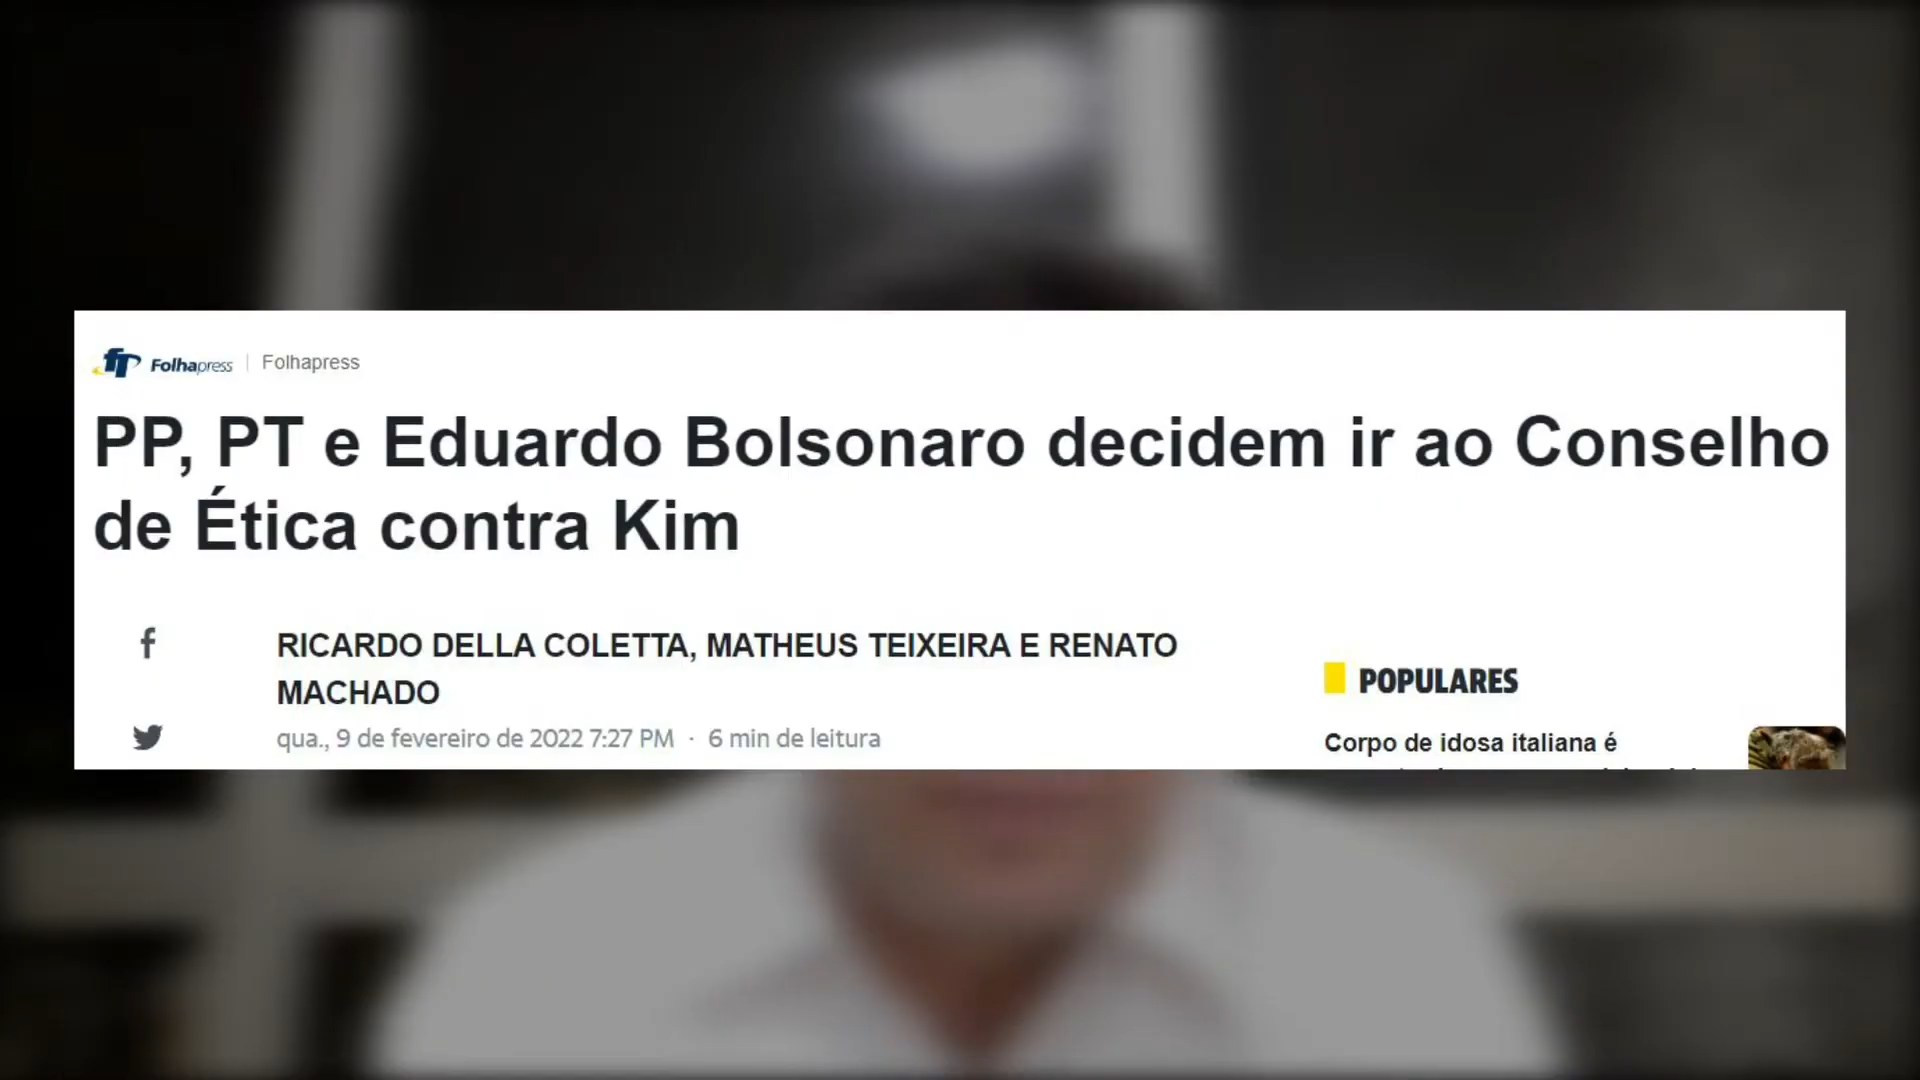 Folhapress | Folhapress
PP, PT e Eduardo Bolsonaro decidem ir ao Conselho
de Ética contra Kim
RICARDO DELLA COLETTA, MATHEUS TEIXEIRA E RENATO
MACHADO
qua., 9 de fevereiro de 2022 7:27 PM · 6 min de leitura
POPULARES
Corpo de idosa italiana é